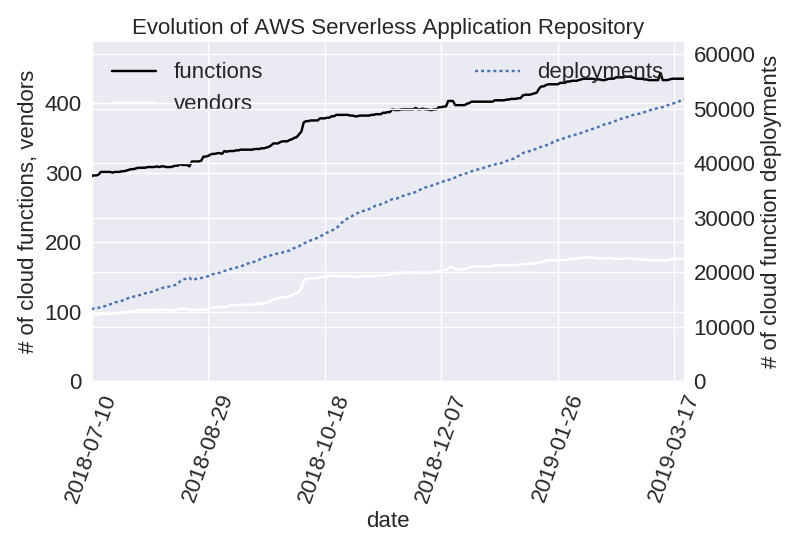 Evolution of AWS Serverless Application Repository
functions
vendors
deployments
# of cloud functions, vendors
400
300
200
100
0
60000
50000
40000
30000
20000
10000
0
# of cloud function deployments
2018-07-10
2018-08-29
2018-10-18
2018-12-07
2019-01-26
2019-03-17
date